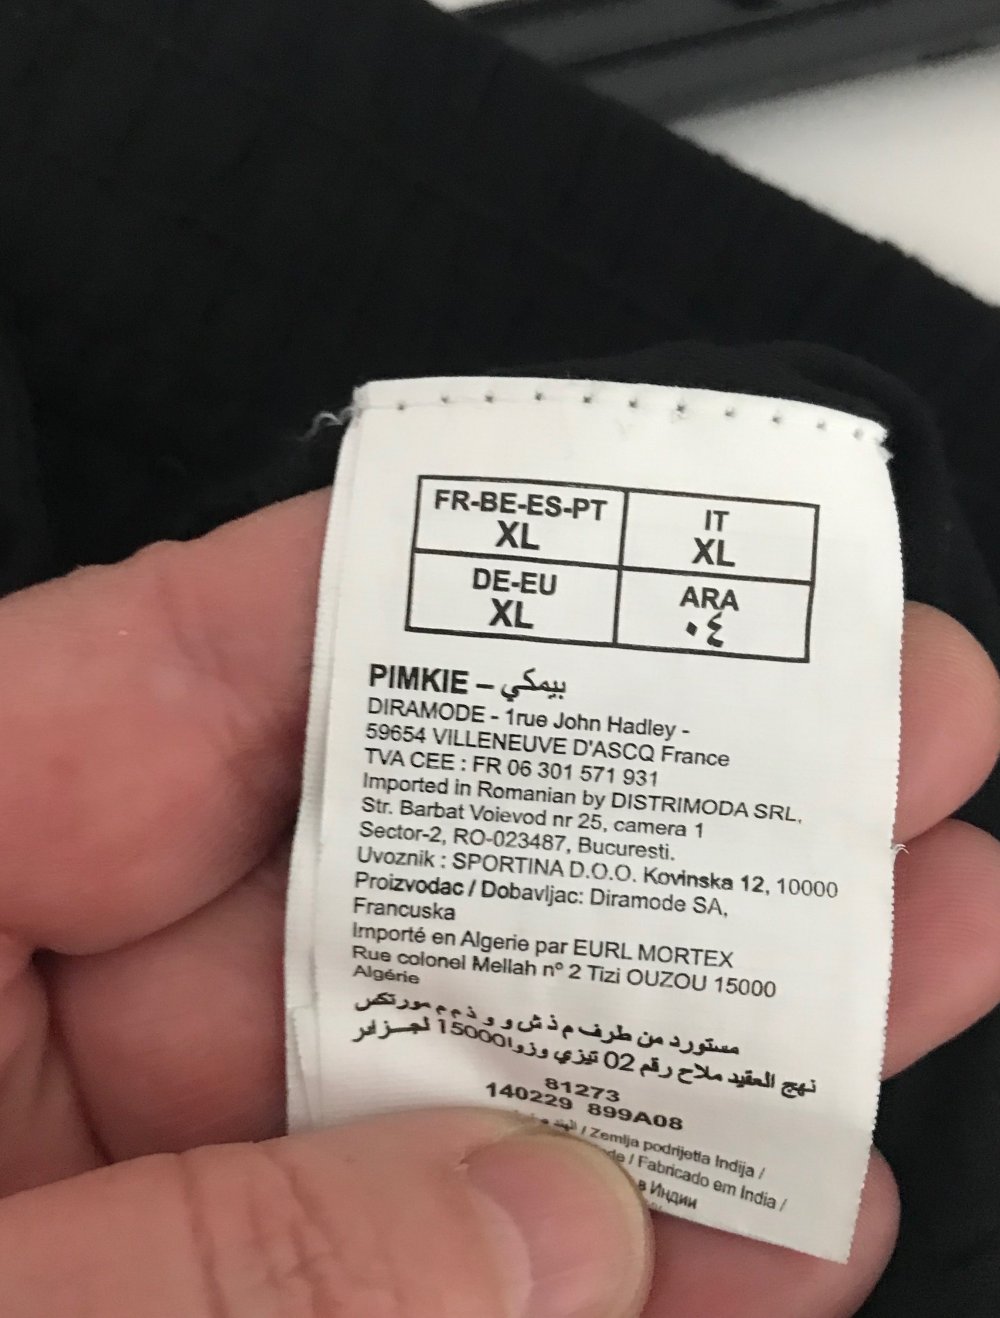 FR-BE-ES-PT
XL
IT
XL
DE-EU
XL
ARA
٠٤
PIMKIE – بيمكي
DIRAMODE - 1rue John Hadley -
59654 VILLENEUVE D'ASCQ France
TVA CEE : FR 06 301 571 931
Imported in Romanian by DISTRIMODA SRL,
Str. Barbat Voievod nr 25, camera 1
Sector-2, RO-023487, Bucuresti.
Uvoznik : SPORTINA D.O.O. Kovinska 12, 10000
Proizvodac / Dobavljac: Diramode SA,
Francuska
Importé en Algerie par EURL MORTEX
Rue colonel Mellah nº 2 Tizi OUZOU 15000
Algérie
مستورد من طرف م ذ ش و و ذ م م مورتكس
نهج العقيد ملاح رقم 02 تيزي وزو 15000 لجـــزاير
81273
140229 899A08
الهند / Zemlja podrijetla Indija /
/ Fabricado em India /
в Индии